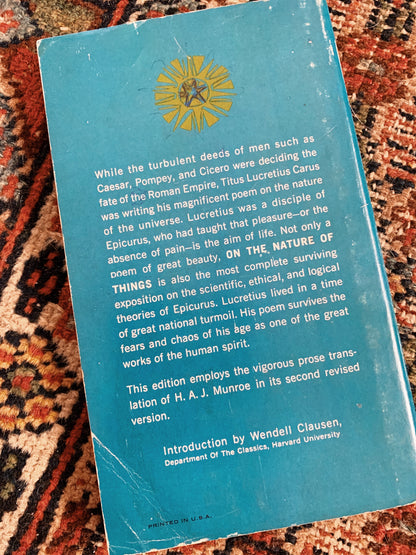 While the turbulent deeds of men such as
Caesar, Pompey, and Cicero were deciding the
fate of the Roman Empire, Titus Lucretius Carus
was writing his magnificent poem on the nature
of the universe. Lucretius was a disciple of
Epicurus, who had taught that pleasure—or the
absence of pain—is the aim of life. Not only a
poem of great beauty, ON THE NATURE OF
THINGS is also the most complete surviving
exposition on the scientific, ethical, and logical
theories of Epicurus. Lucretius lived in a time
of great national turmoil. His poem survives the
fears and chaos of his age as one of the great
works of the human spirit.
This edition employs the vigorous prose trans-
lation of H. A. J. Munroe in its second revised
version.
Introduction by Wendell Clausen,
Department Of The Classics, Harvard University
PRINTED IN U.S.A.